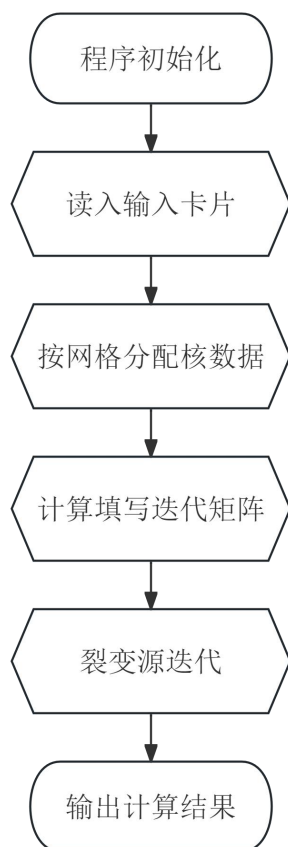 程序初始化
读入输入卡片
按网格分配核数据
计算填写迭代矩阵
裂变源迭代
输出计算结果